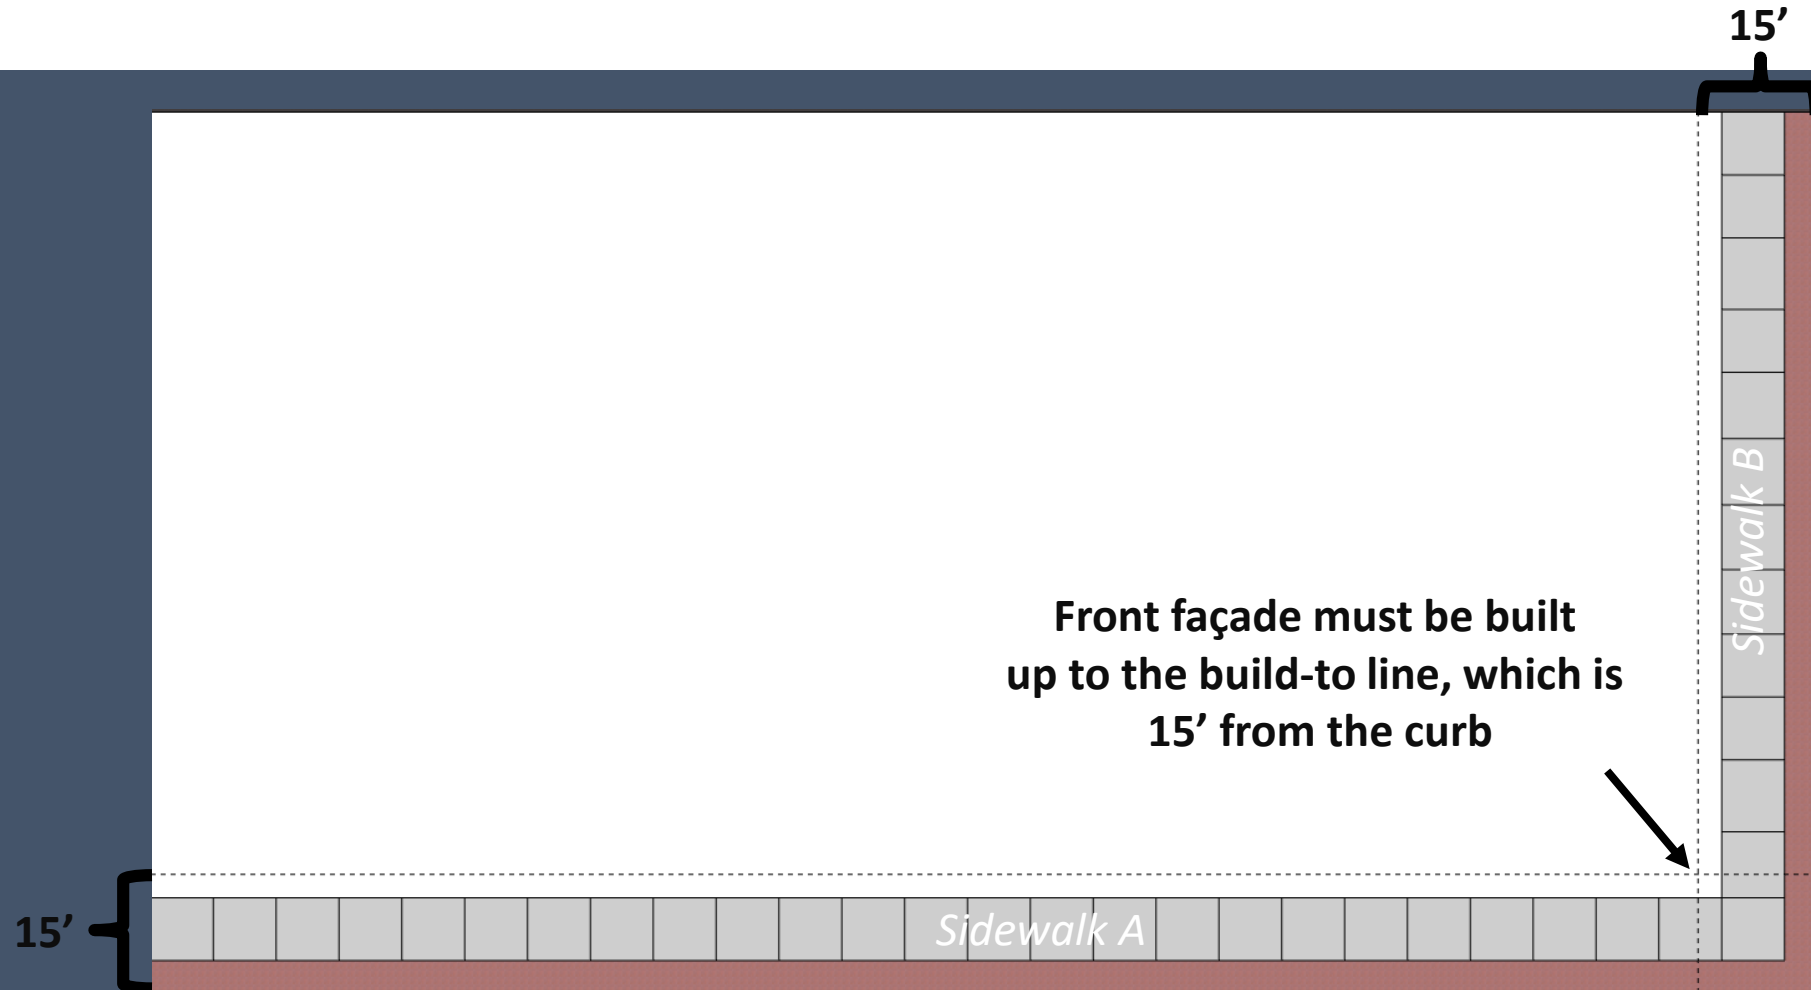 15’
Sidewalk B
Front façade must be built
up to the build-to line, which is
15’ from the curb
15’
Sidewalk A